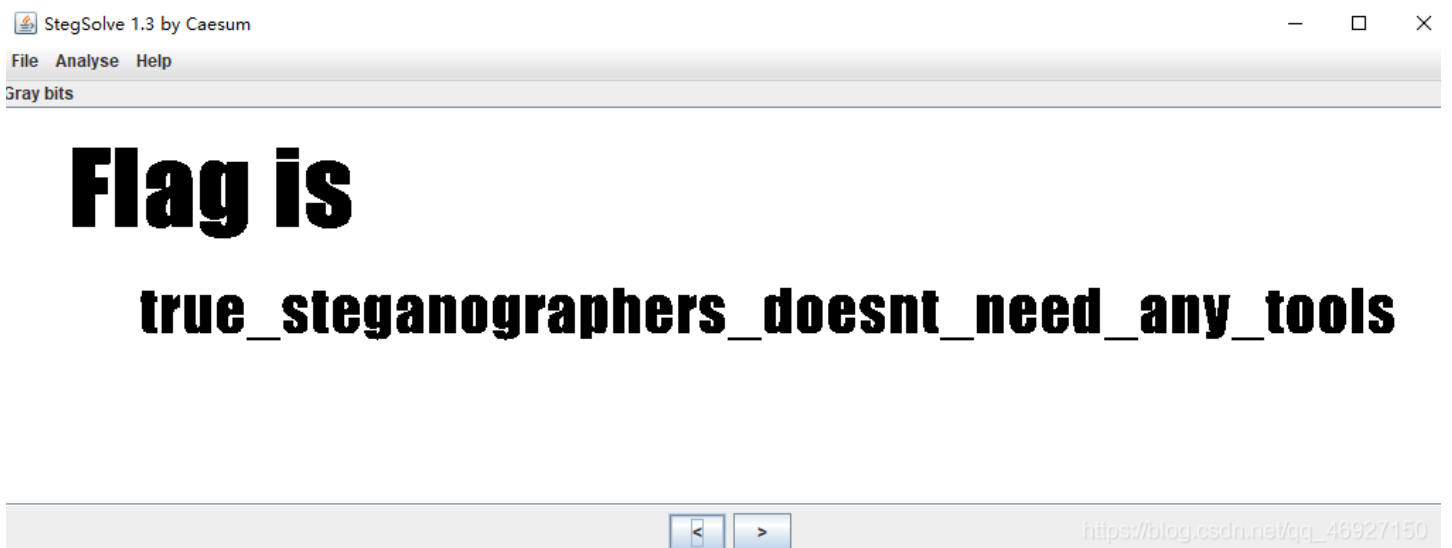 StegSolve 1.3 by Caesum
File Analyse Help
Gray bits
Flag is
true_steganographers_doesnt_need_any_tools
< >
https://blog.csdn.net/qq_46927150